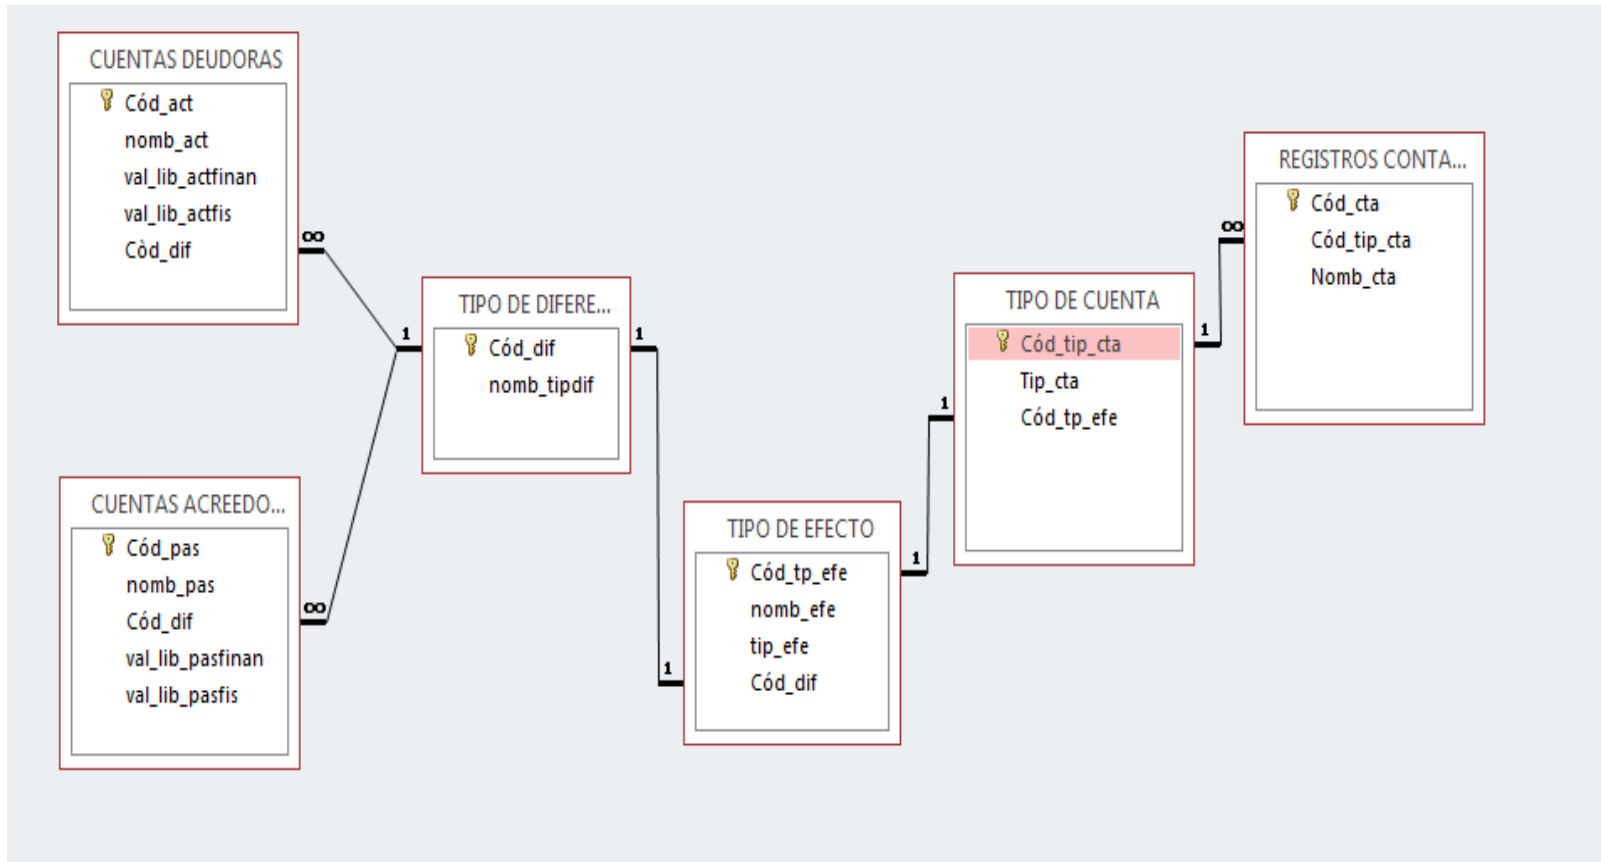 CUENTAS DEUDORAS
Cód_act
nomb_act
val_lib_actfinan
val_lib_actfis
Còd_dif
∞
CUENTAS ACREEDO...
Cód_pas
nomb_pas
Cód_dif
val_lib_pasfinan
val_lib_pasfis
∞
1
TIPO DE DIFERE...
Cód_dif
nomb_tipdif
1
1
TIPO DE EFECTO
Cód_tp_efe
nomb_efe
tip_efe
Cód_dif
1
1
TIPO DE CUENTA
Cód_tip_cta
Tip_cta
Cód_tp_efe
1
∞
REGISTROS CONTA...
Cód_cta
Cód_tip_cta
Nomb_cta